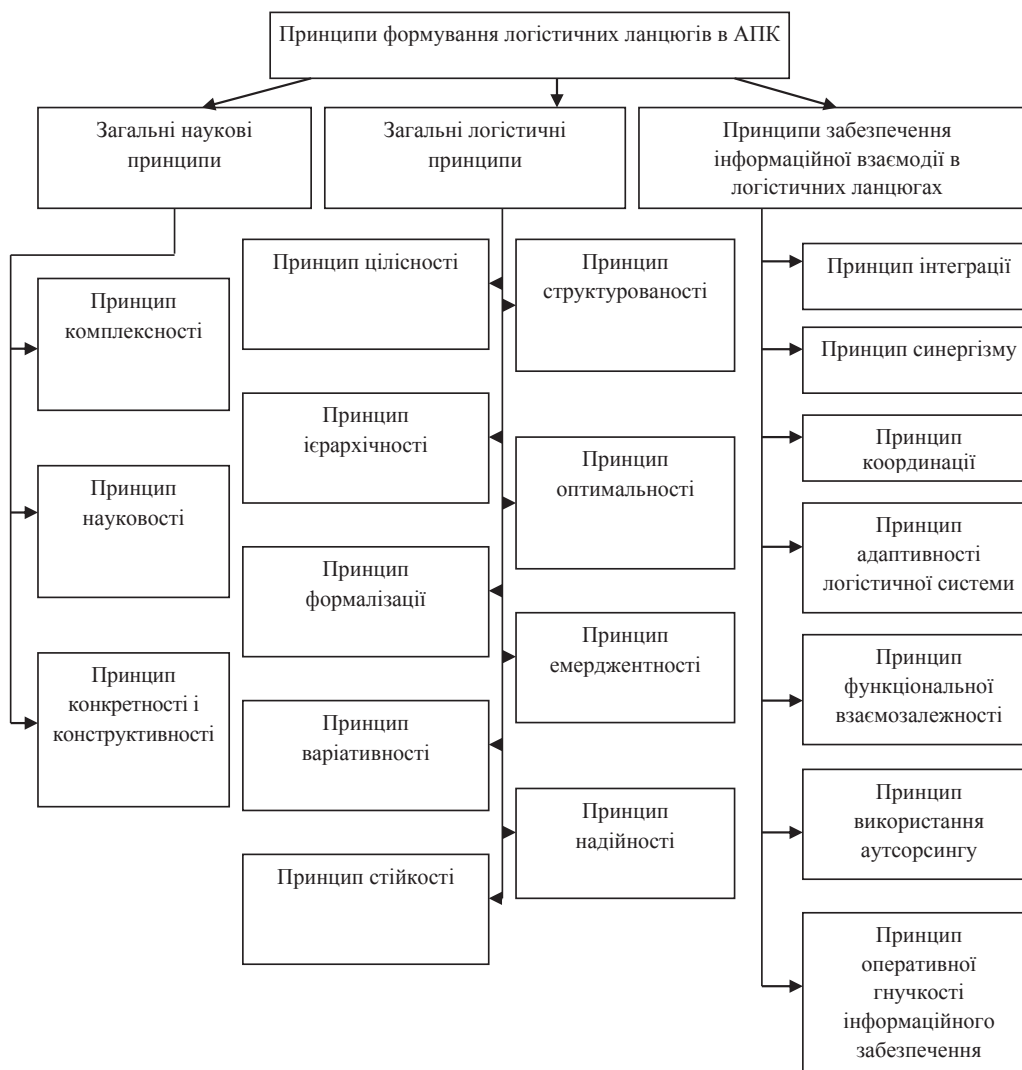 Принципи формування логістичних ланцюгів в АПК
Загальні наукові
принципи
Загальні логістичні
принципи
Принципи забезпечення
інформаційної взаємодії в
логістичних ланцюгах
Принцип
комплексності
Принцип
науковості
Принцип
конкретності і
конструктивності
Принцип цілісності
Принцип
ієрархічності
Принцип
формалізації
Принцип
варіативності
Принцип стійкості
Принцип
структурованості
Принцип
оптимальності
Принцип
емерджентності
Принцип
надійності
Принцип інтеграції
Принцип синергізму
Принцип
координації
Принцип
адаптивності
логістичної системи
Принцип
функціональної
взаємозалежності
Принцип
використання
аутсорсингу
Принцип
оперативної
гнучкості
інформаційного
забезпечення